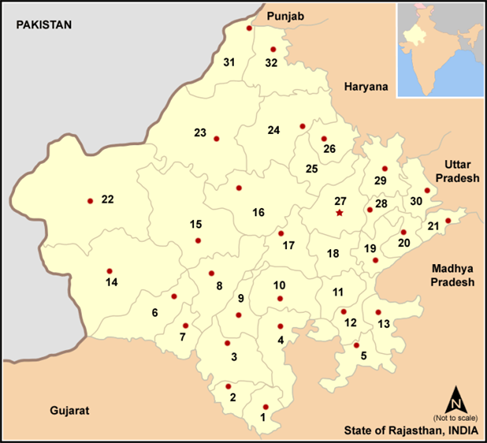 PAKISTAN
Punjab
31
32
Haryana
23
24
26
25
Uttar
Pradesh
29
22
27
28
30
16
21
15
17
20
18
19
14
8
Madhya
Pradesh
10
11
9
6
12
13
7
4
3
5
2
1
Gujarat
N
(Not to scale)
State of Rajasthan, INDIA